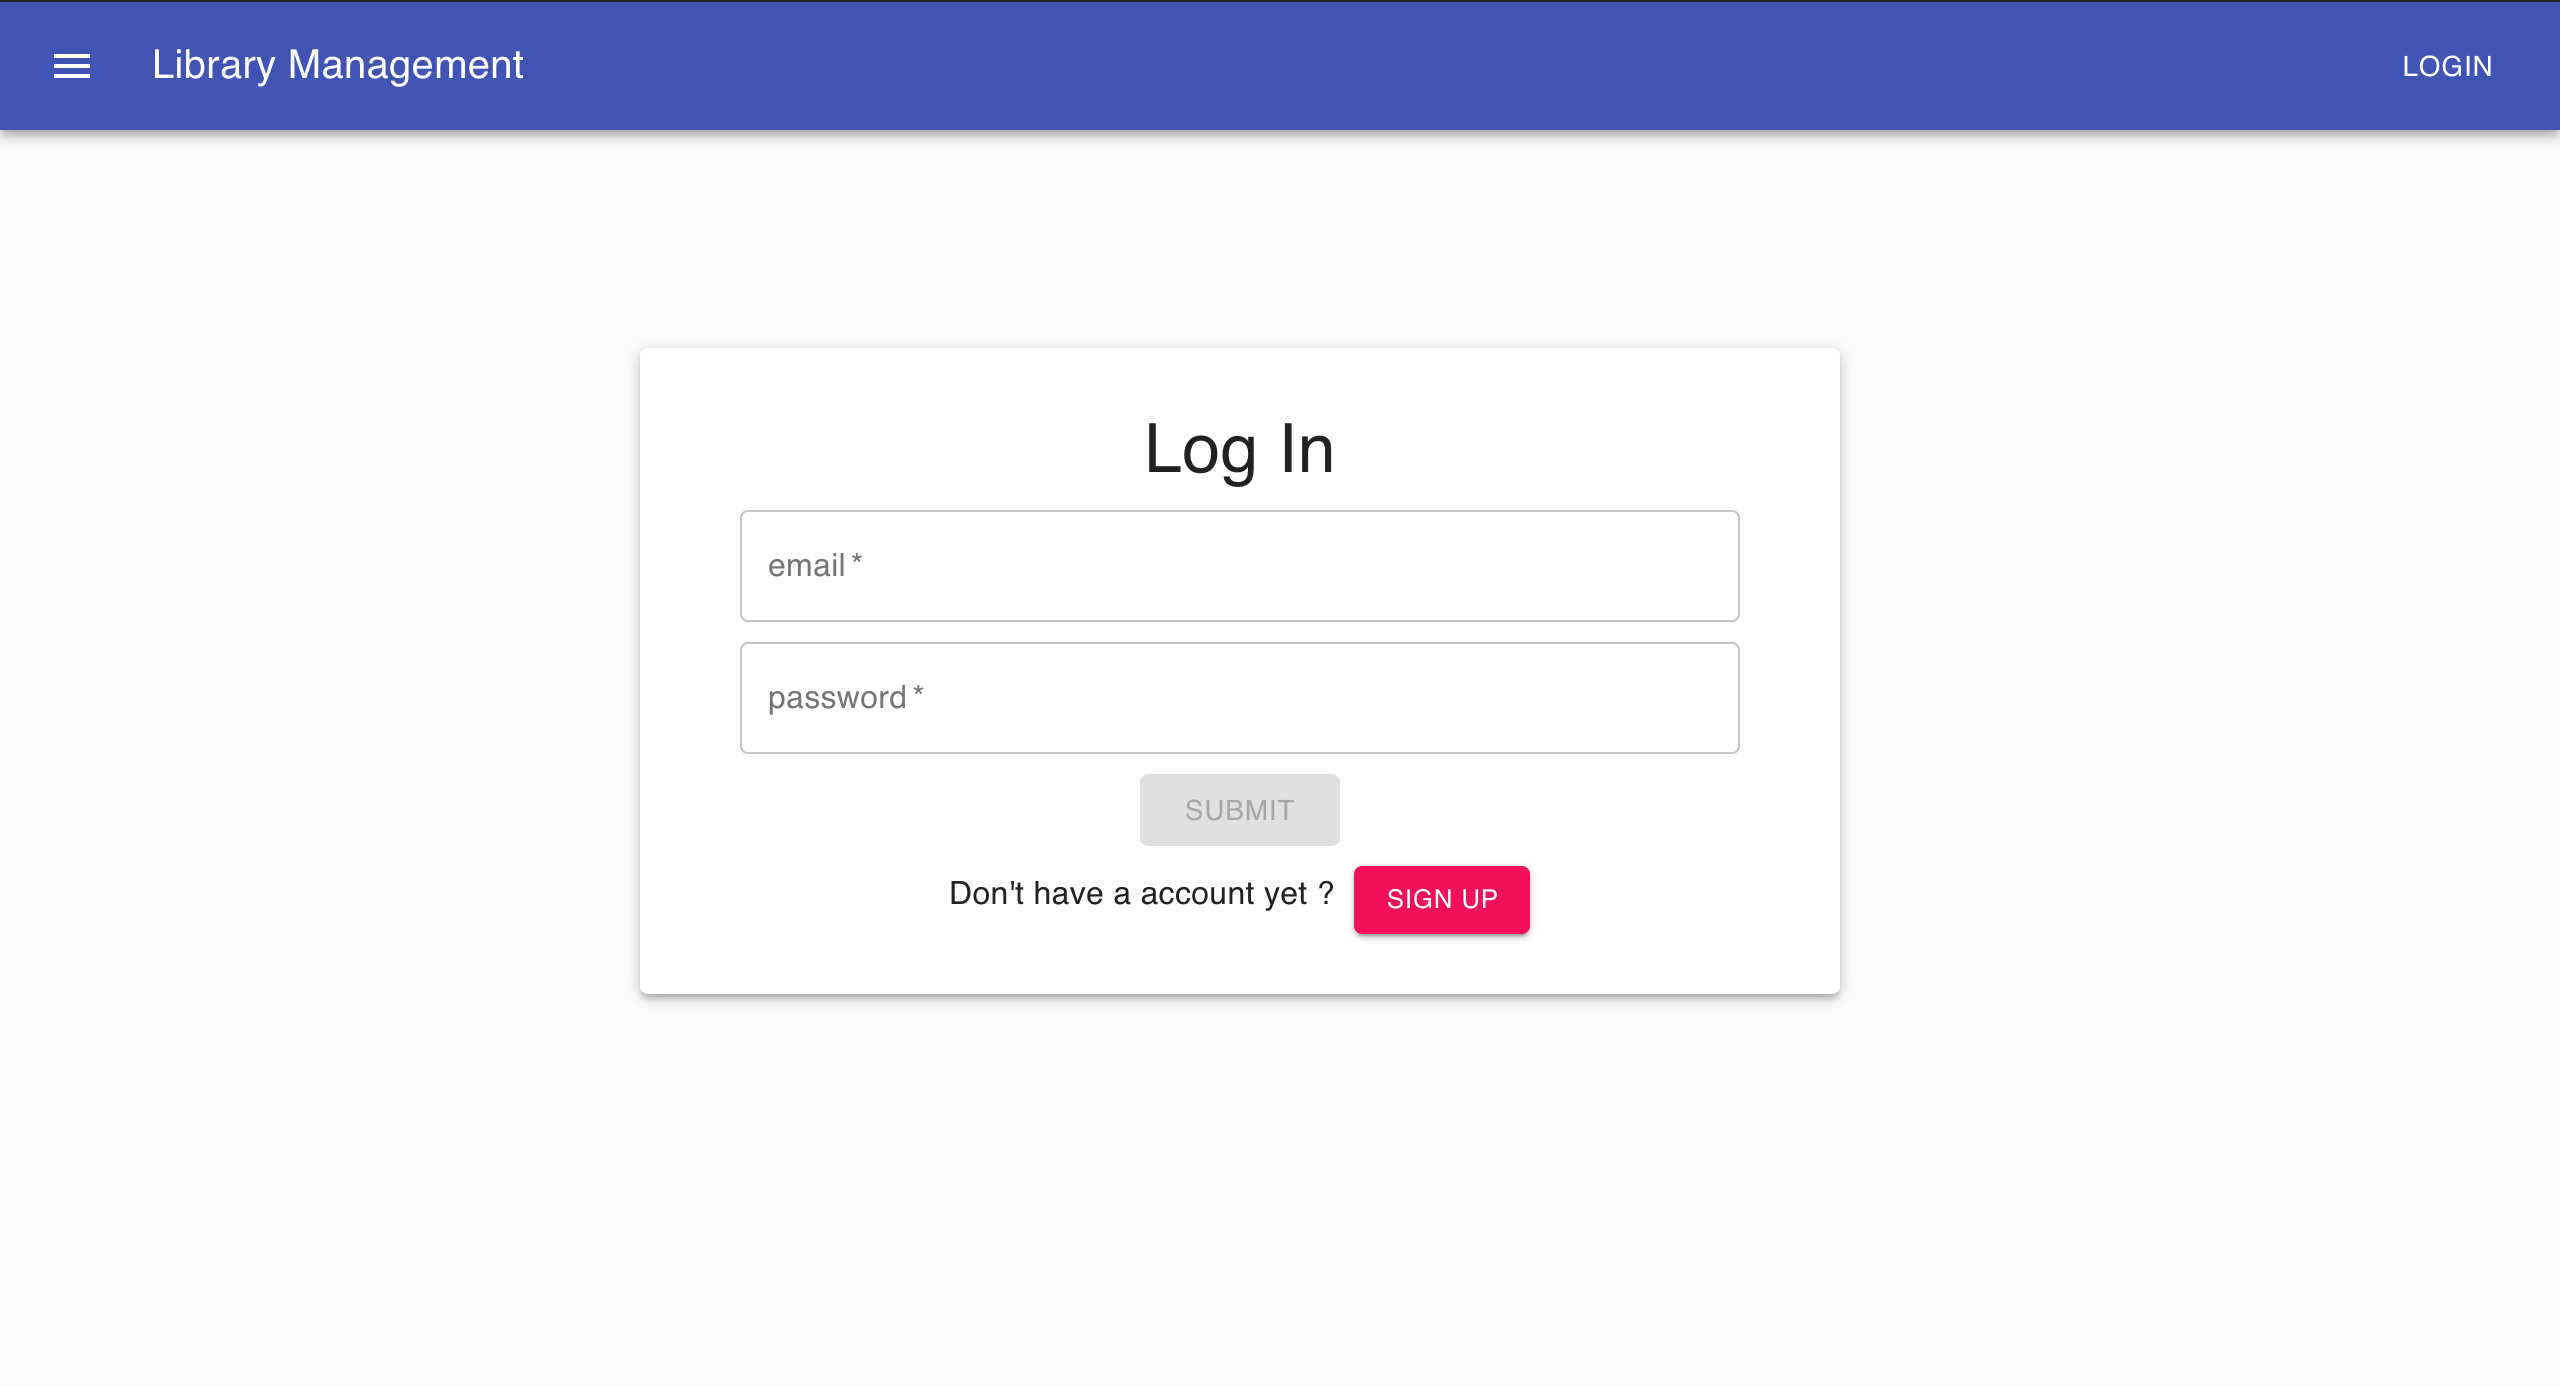 Library Management
LOGIN
Log In
email *
password *
SUBMIT
Don't have a account yet ? SIGN UP